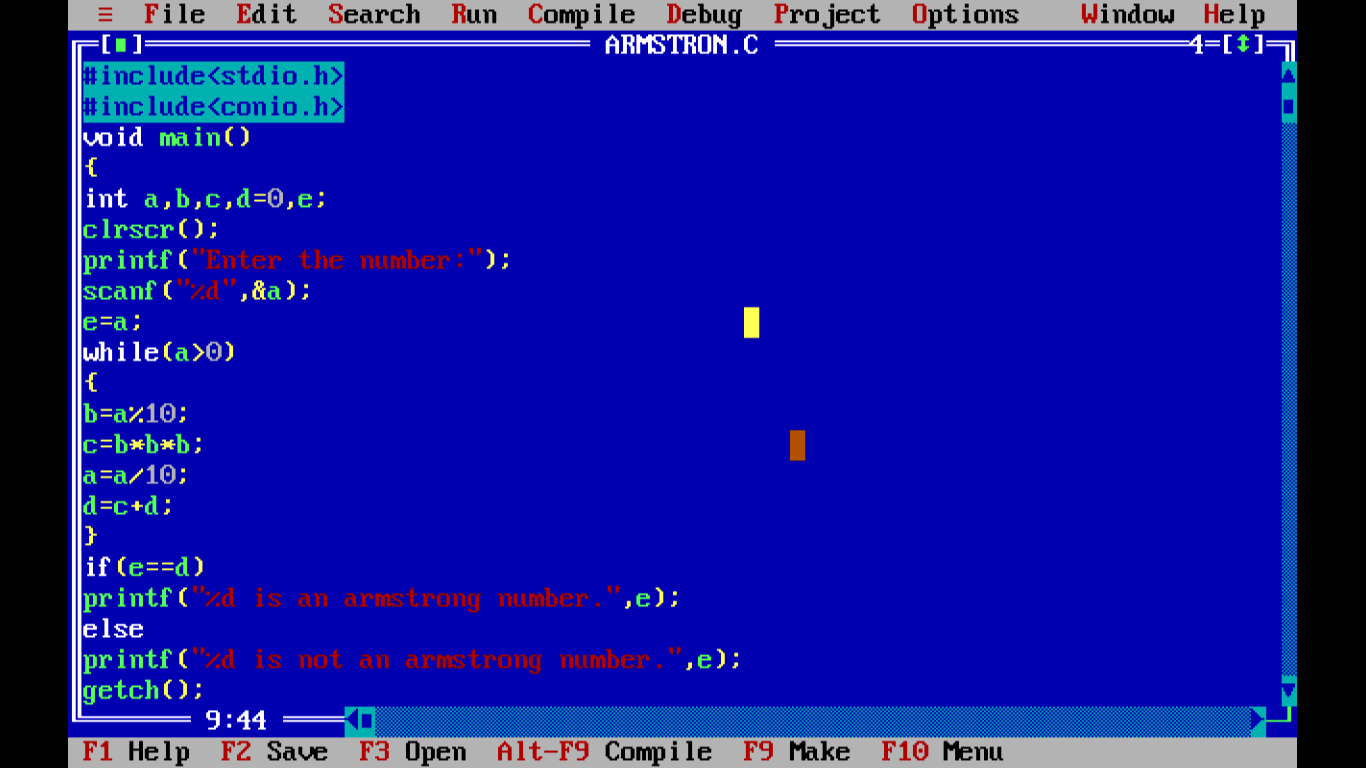 ≡ File Edit Search Run Compile Debug Project Options Window Help
[■] ARMSTRON.C 4=[↕]
#include<stdio.h>
#include<conio.h>
void main()
{
int a,b,c,d=0,e;
clrscr();
printf("Enter the number:");
scanf("%d",&a);
e=a;
while(a>0)
{
b=a%10;
c=b*b*b;
a=a/10;
d=c+d;
}
if(e==d)
printf("%d is an armstrong number.",e);
else
printf("%d is not an armstrong number.",e);
getch();
9:44
F1 Help F2 Save F3 Open Alt-F9 Compile F9 Make F10 Menu